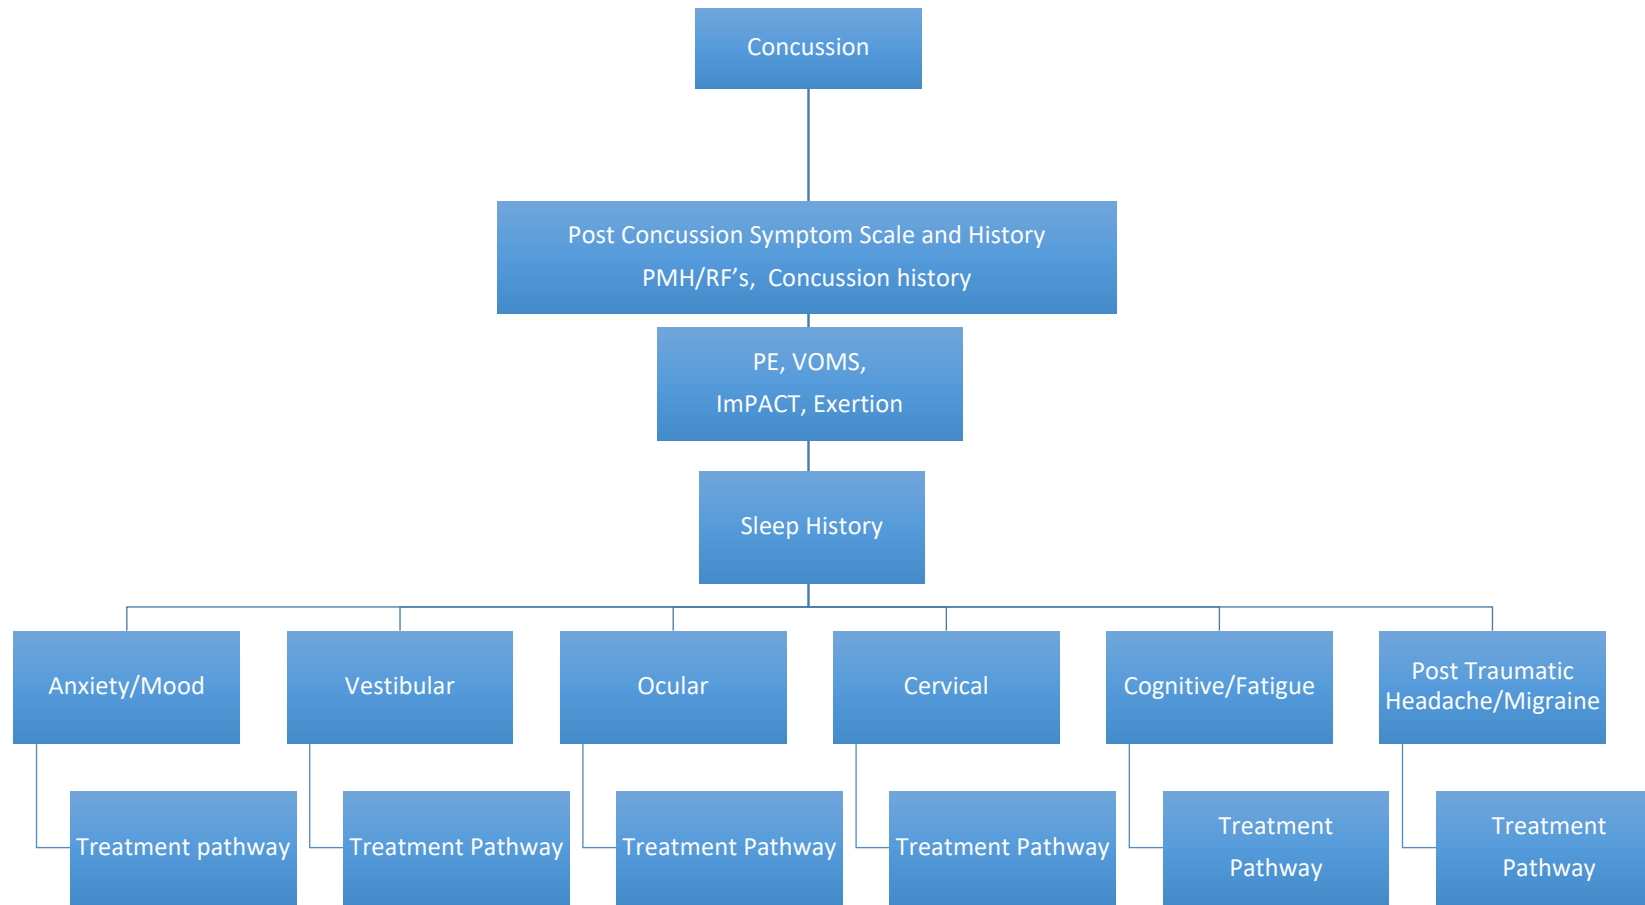 Concussion
Post Concussion Symptom Scale and History
PMH/RF’s,  Concussion history
PE, VOMS,
ImPACT, Exertion
Sleep History
Anxiety/Mood
Vestibular
Ocular
Cervical
Cognitive/Fatigue
Post Traumatic
Headache/Migraine
Treatment pathway
Treatment Pathway
Treatment Pathway
Treatment Pathway
Treatment
Pathway
Treatment
Pathway